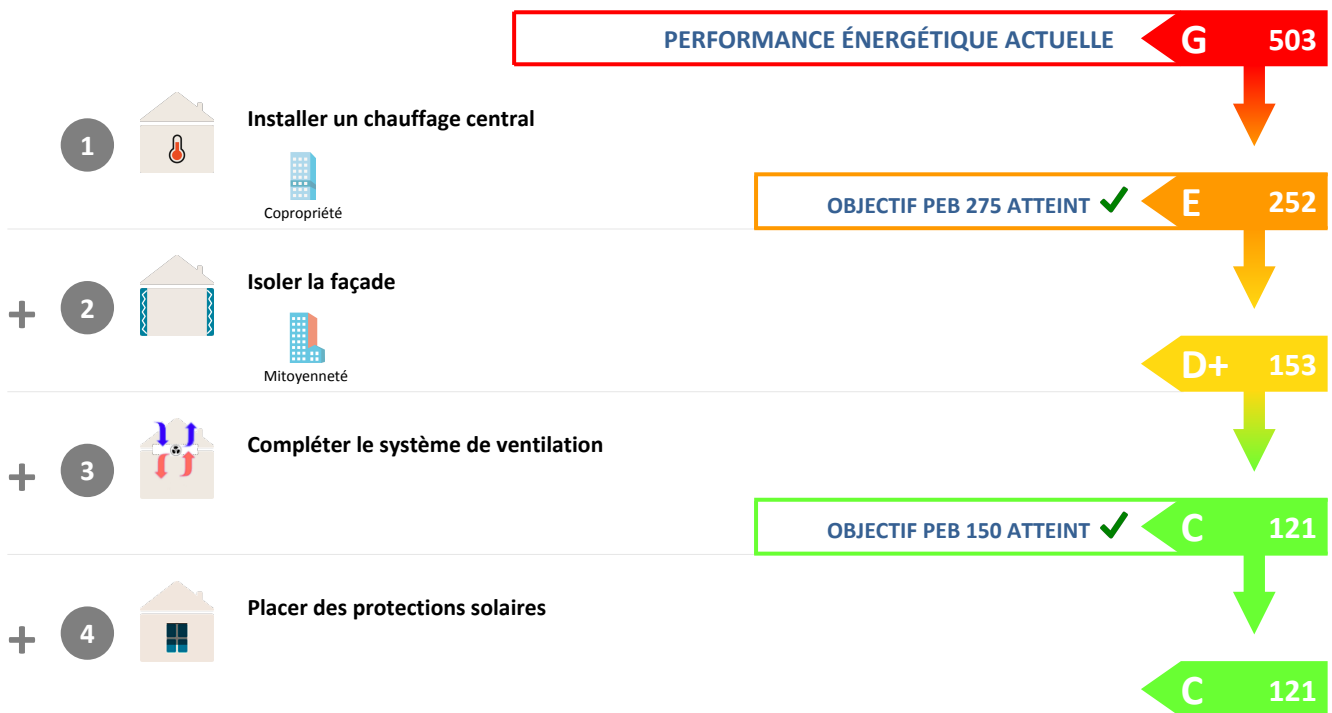 PERFORMANCE ÉNERGÉTIQUE ACTUELLE G 503
1 Installer un chauffage central
Copropriété
OBJECTIF PEB 275 ATTEINT E 252
+ 2 Isoler la façade
Mitoyenneté
D+ 153
+ 3 Compléter le système de ventilation
OBJECTIF PEB 150 ATTEINT C 121
+ 4 Placer des protections solaires
C 121